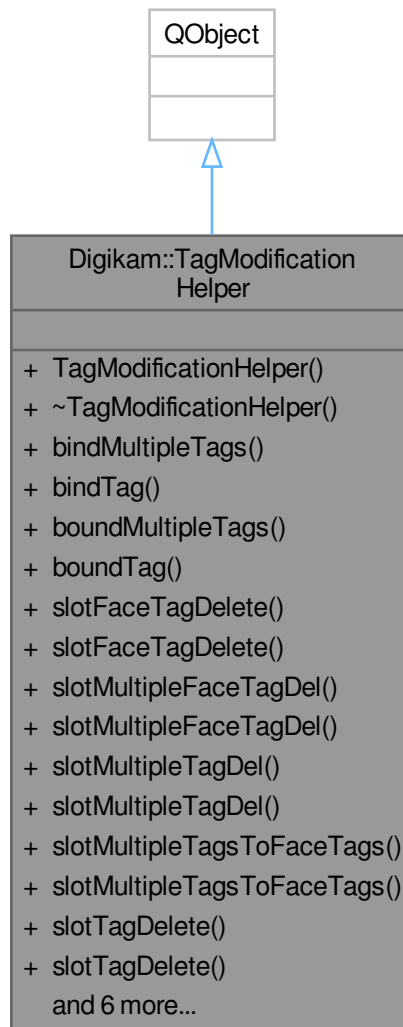 QObject
Digikam::TagModification
Helper
+ TagModificationHelper()
+ ~TagModificationHelper()
+ bindMultipleTags()
+ bindTag()
+ boundMultipleTags()
+ boundTag()
+ slotFaceTagDelete()
+ slotFaceTagDelete()
+ slotMultipleFaceTagDel()
+ slotMultipleFaceTagDel()
+ slotMultipleTagDel()
+ slotMultipleTagDel()
+ slotMultipleTagsToFaceTags()
+ slotMultipleTagsToFaceTags()
+ slotTagDelete()
+ slotTagDelete()
and 6 more...